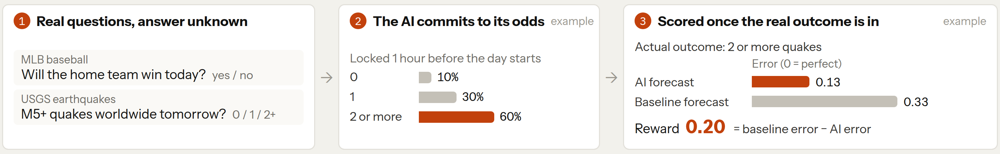 1 Real questions, answer unknown
MLB baseball
Will the home team win today? yes / no
USGS earthquakes
M5+ quakes worldwide tomorrow? 0 / 1 / 2+
→
2 The AI commits to its odds example
Locked 1 hour before the day starts
0 10%
1 30%
2 or more 60%
→
3 Scored once the real outcome is in example
Actual outcome: 2 or more quakes
Error (0 = perfect)
AI forecast 0.13
Baseline forecast 0.33
Reward 0.20 = baseline error − AI error